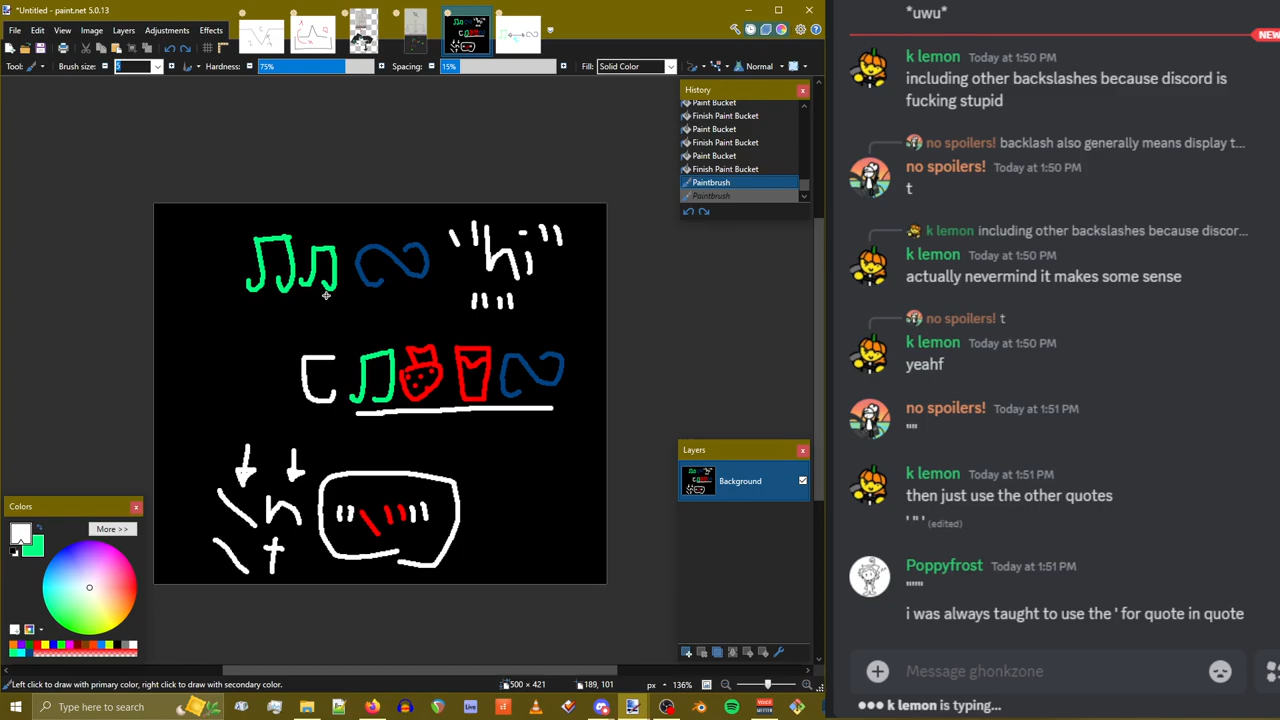 *Untitled - paint.net 5.0.13
File Edit View Image Layers Adjustments Effects
Tool: Brush size: 5 Hardness: 75% Spacing: 15% Fill: Solid Color Normal
History
Paint Bucket
Finish Paint Bucket
Paint Bucket
Finish Paint Bucket
Paint Bucket
Finish Paint Bucket
Paintbrush
Paintbrush
\"hi"
""
\n "\""
\t
Layers
Background
Colors
More >>
Left click to draw with primary color, right click to draw with secondary color.
500 × 421
189, 101
px
136%
Type here to search
*uwu*
NEW
k lemon Today at 1:50 PM
including other backslashes because discord is
fucking stupid
no spoilers! backlash also generally means display t...
no spoilers! Today at 1:50 PM
t
k lemon including other backslashes because discor...
k lemon Today at 1:50 PM
actually nevermind it makes some sense
no spoilers! t
k lemon Today at 1:50 PM
yeahf
no spoilers! Today at 1:51 PM
""
k lemon Today at 1:51 PM
then just use the other quotes
' " ' (edited)
Poppyfrost Today at 1:51 PM
"""
i was always taught to use the ' for quote in quote
Message ghonkzone
k lemon is typing...